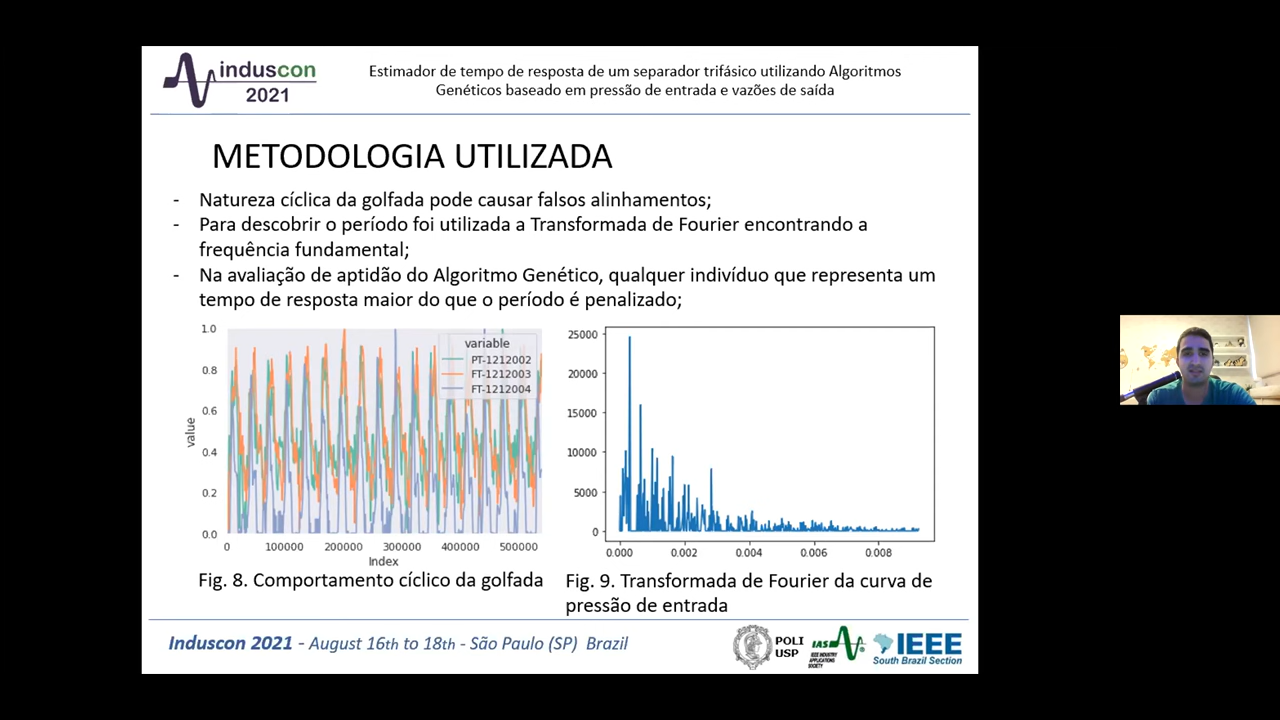 induscon
2021
Estimador de tempo de resposta de um separador trifásico utilizando Algoritmos
Genéticos baseado em pressão de entrada e vazões de saída
METODOLOGIA UTILIZADA
- Natureza cíclica da golfada pode causar falsos alinhamentos;
- Para descobrir o período foi utilizada a Transformada de Fourier encontrando a
frequência fundamental;
- Na avaliação de aptidão do Algoritmo Genético, qualquer indivíduo que representa um
tempo de resposta maior do que o período é penalizado;
1.0
0.8
0.6
0.4
0.2
0.0
value
variable
PT-1212002
FT-1212003
FT-1212004
0 100000 200000 300000 400000 500000
Index
Fig. 8. Comportamento cíclico da golfada
25000
20000
15000
10000
5000
0
0.000 0.002 0.004 0.006 0.008
Fig. 9. Transformada de Fourier da curva de
pressão de entrada
Induscon 2021 - August 16th to 18th - São Paulo (SP) Brazil
POLI
USP
IAS
IEEE INDUSTRY
APPLICATIONS
SOCIETY
IEEE
South Brazil Section